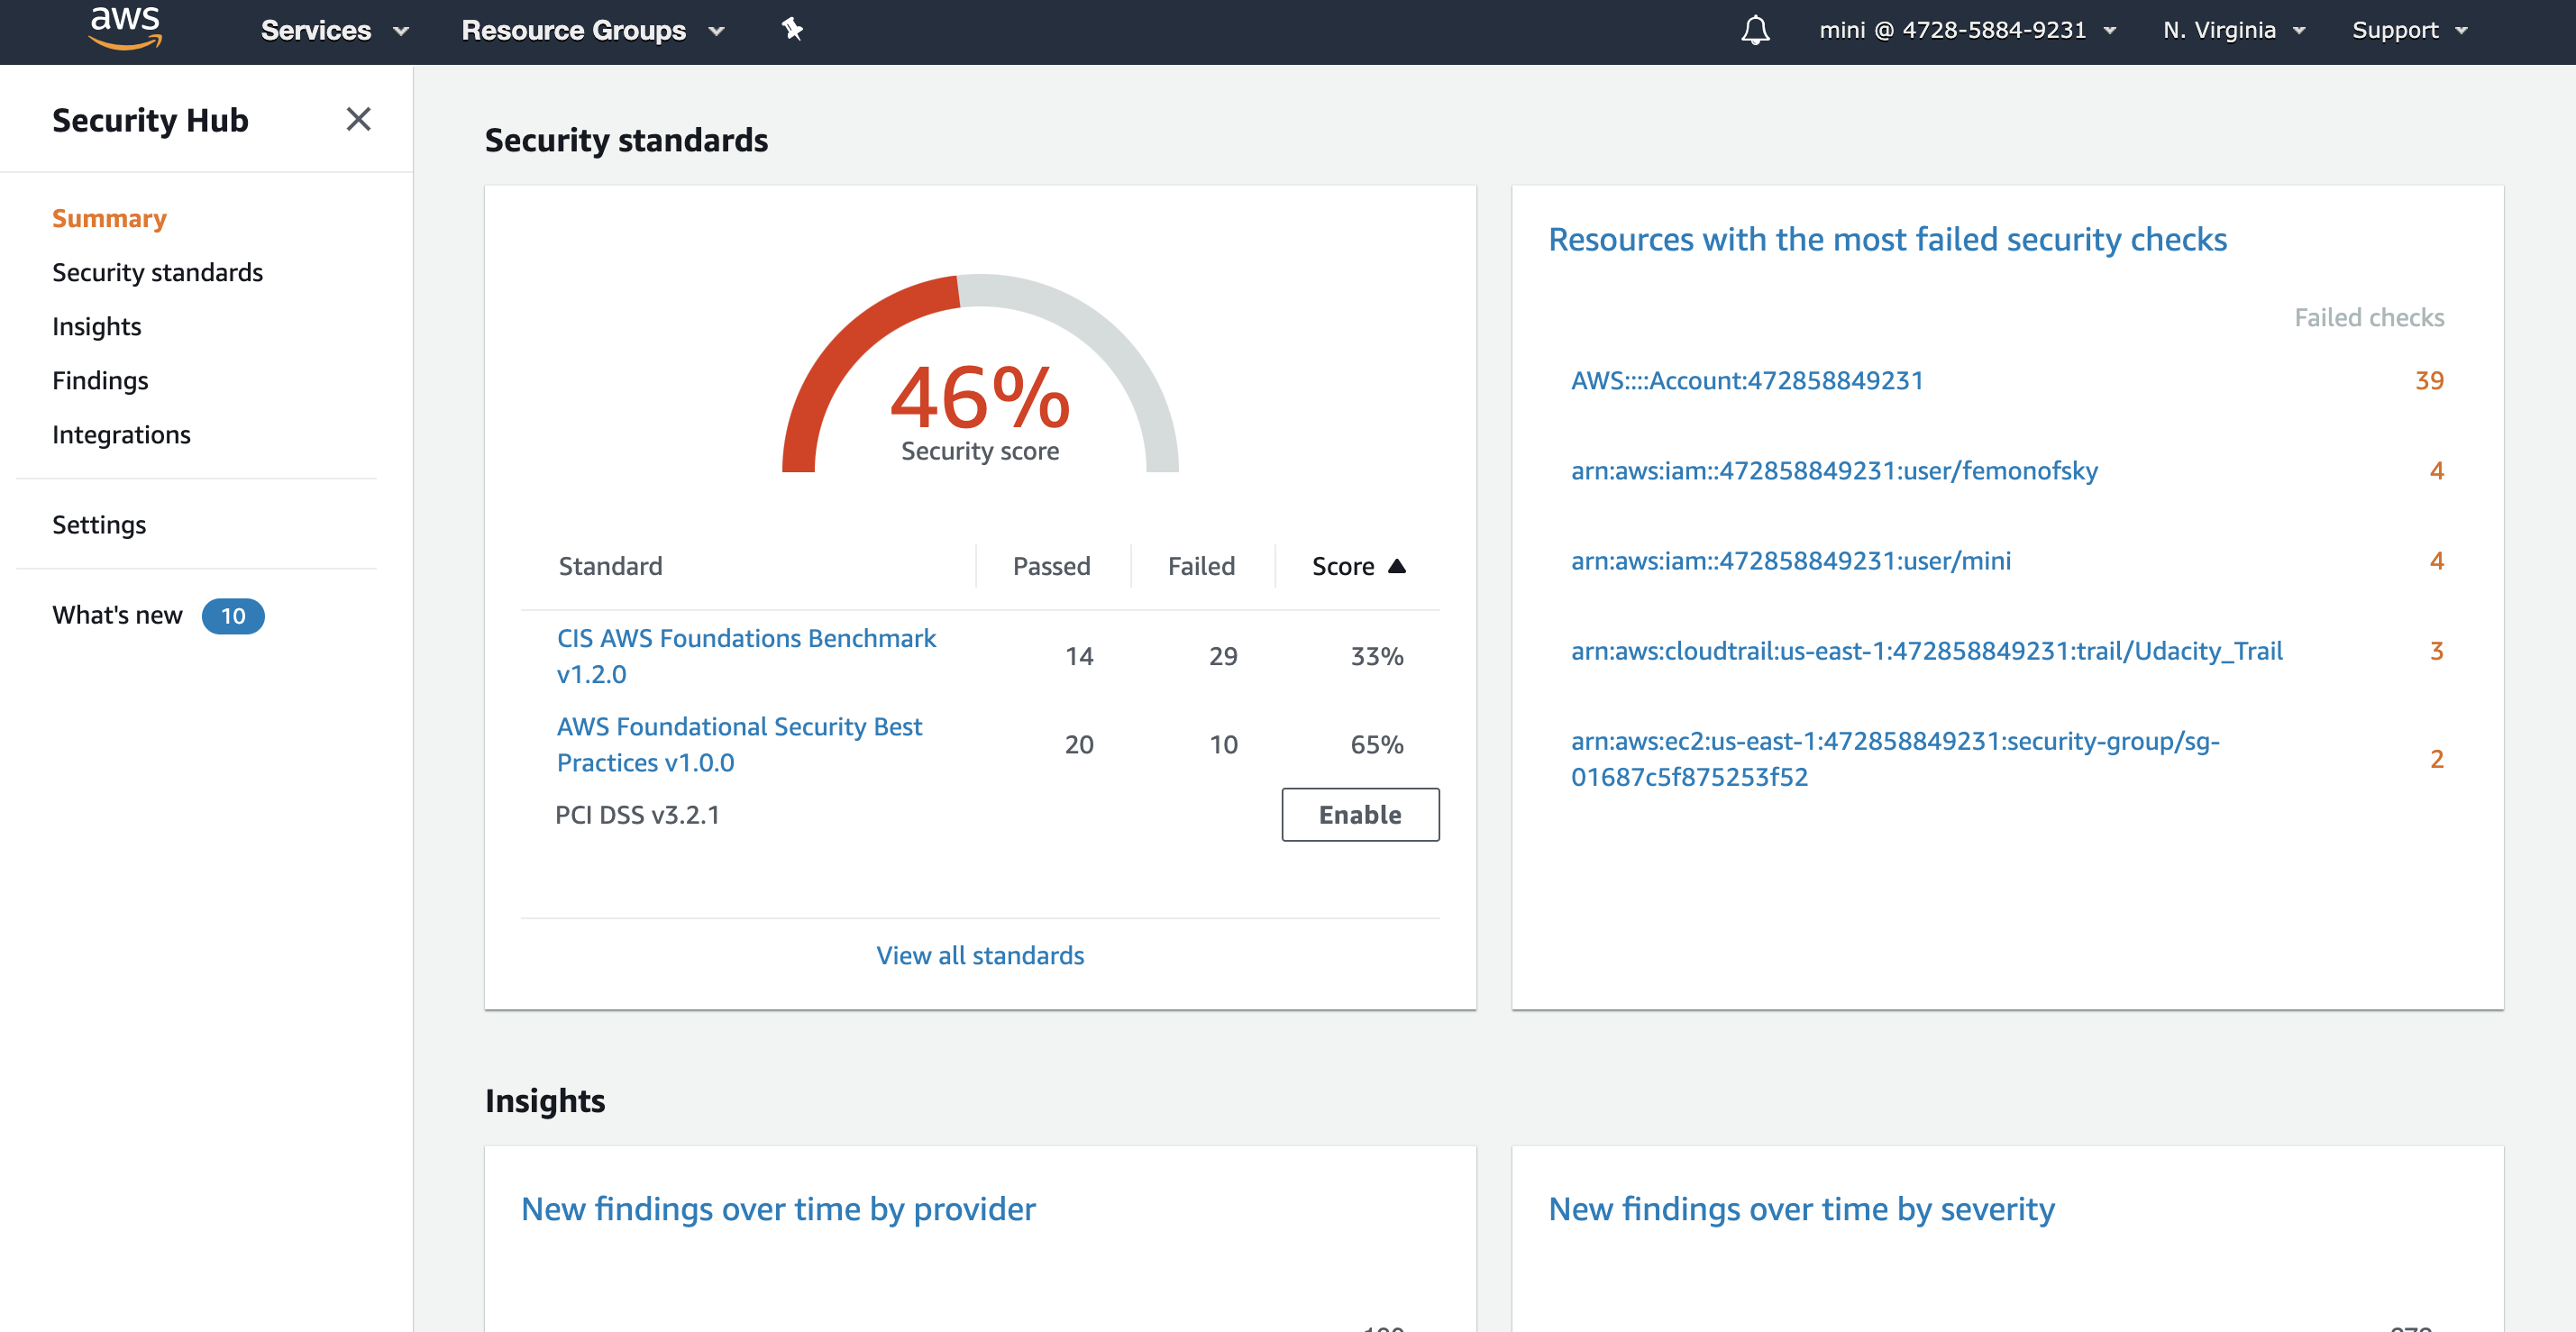 aws
Services
Resource Groups
mini @ 4728-5884-9231
N. Virginia
Support
Security Hub
Summary
Security standards
Insights
Findings
Integrations
Settings
What's new 10
Security standards
46%
Security score
Standard Passed Failed Score
CIS AWS Foundations Benchmark
v1.2.0
14 29 33%
AWS Foundational Security Best
Practices v1.0.0
20 10 65%
PCI DSS v3.2.1
Enable
View all standards
Resources with the most failed security checks
Failed checks
AWS::::Account:472858849231 39
arn:aws:iam::472858849231:user/femonofsky 4
arn:aws:iam::472858849231:user/mini 4
arn:aws:cloudtrail:us-east-1:472858849231:trail/Udacity_Trail 3
arn:aws:ec2:us-east-1:472858849231:security-group/sg-
01687c5f875253f52
2
Insights
New findings over time by provider
New findings over time by severity